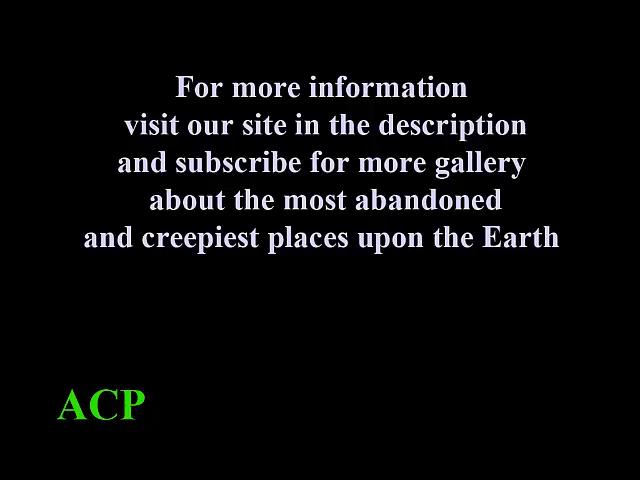 For more information
visit our site in the description
and subscribe for more gallery
about the most abandoned
and creepiest places upon the Earth
ACP